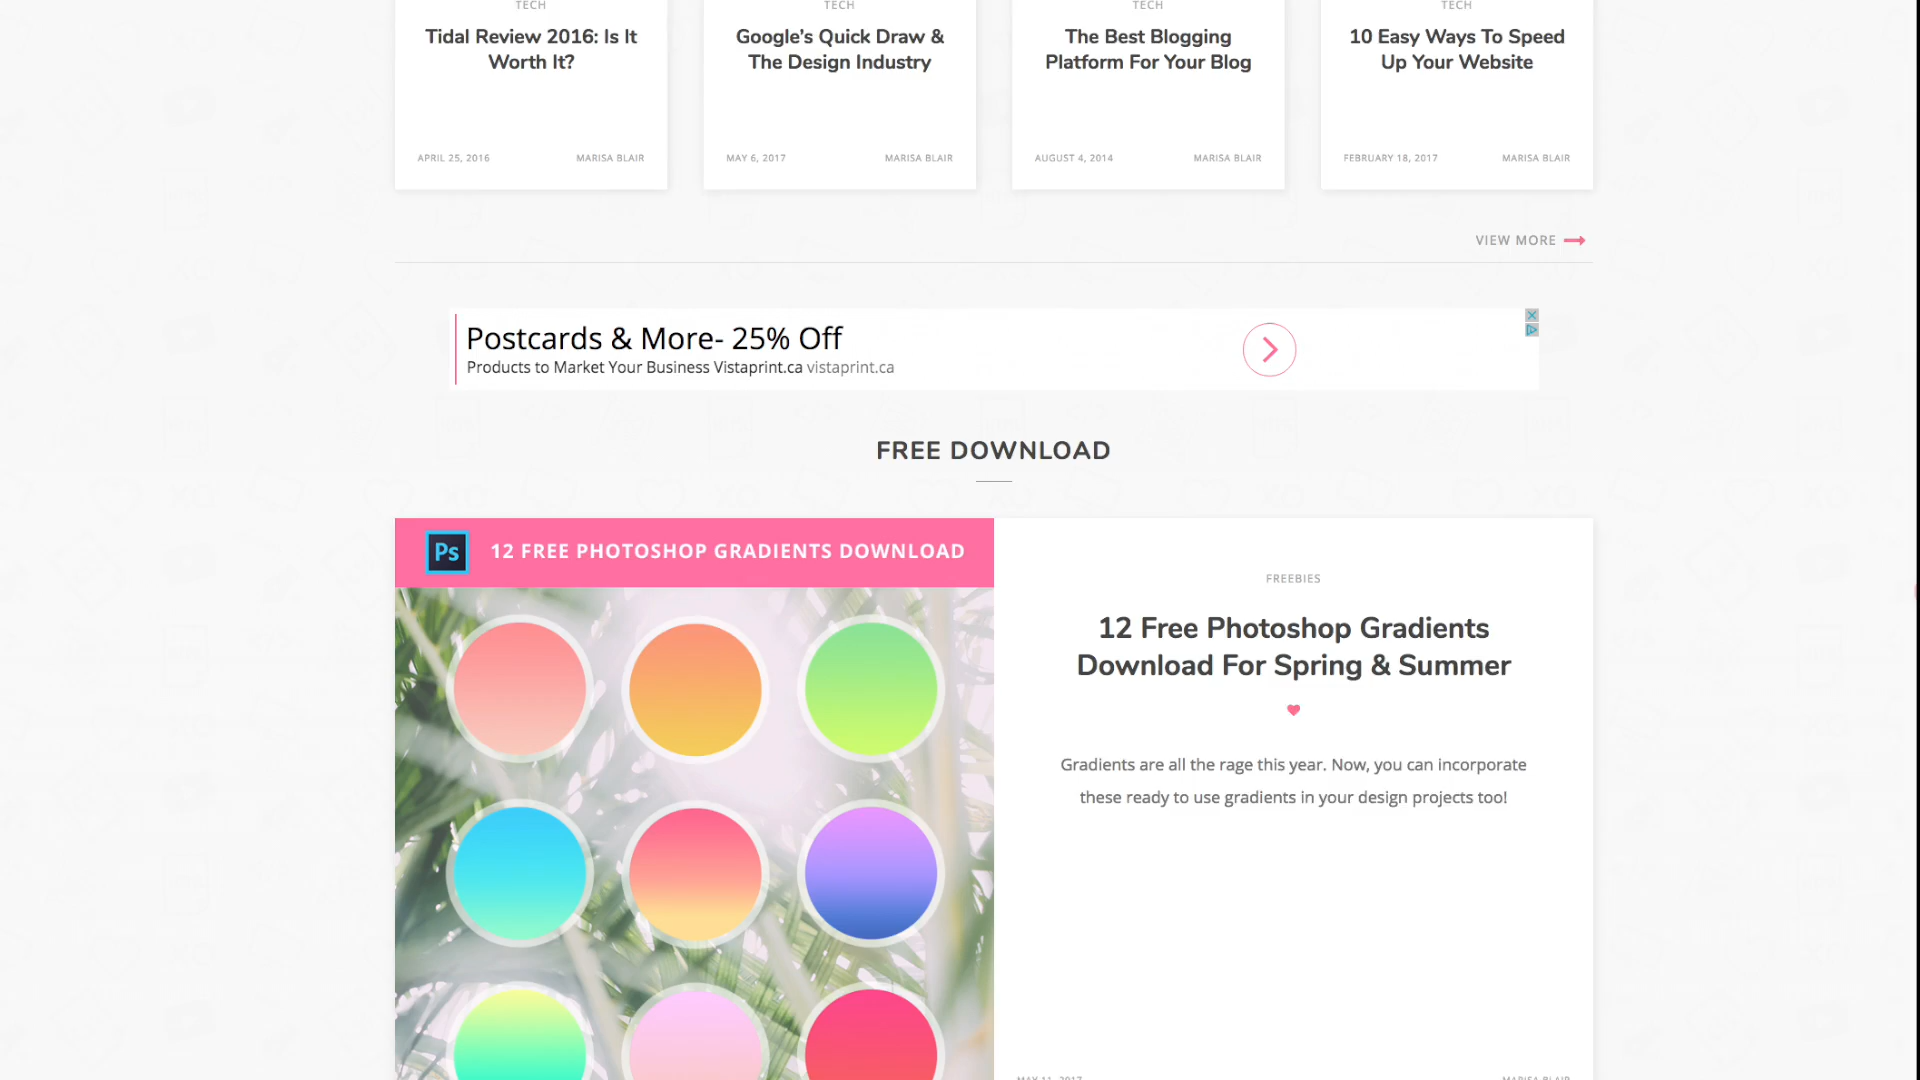 TECH
Tidal Review 2016: Is It
Worth It?
APRIL 25, 2016
MARISA BLAIR
TECH
Google's Quick Draw &
The Design Industry
MAY 6, 2017
MARISA BLAIR
TECH
The Best Blogging
Platform For Your Blog
AUGUST 4, 2014
MARISA BLAIR
TECH
10 Easy Ways To Speed
Up Your Website
FEBRUARY 18, 2017
MARISA BLAIR
VIEW MORE
Postcards & More- 25% Off
Products to Market Your Business Vistaprint.ca vistaprint.ca
FREE DOWNLOAD
Ps
12 FREE PHOTOSHOP GRADIENTS DOWNLOAD
FREEBIES
12 Free Photoshop Gradients
Download For Spring & Summer
Gradients are all the rage this year. Now, you can incorporate
these ready to use gradients in your design projects too!
MAY 11, 2017
MARISA BLAIR